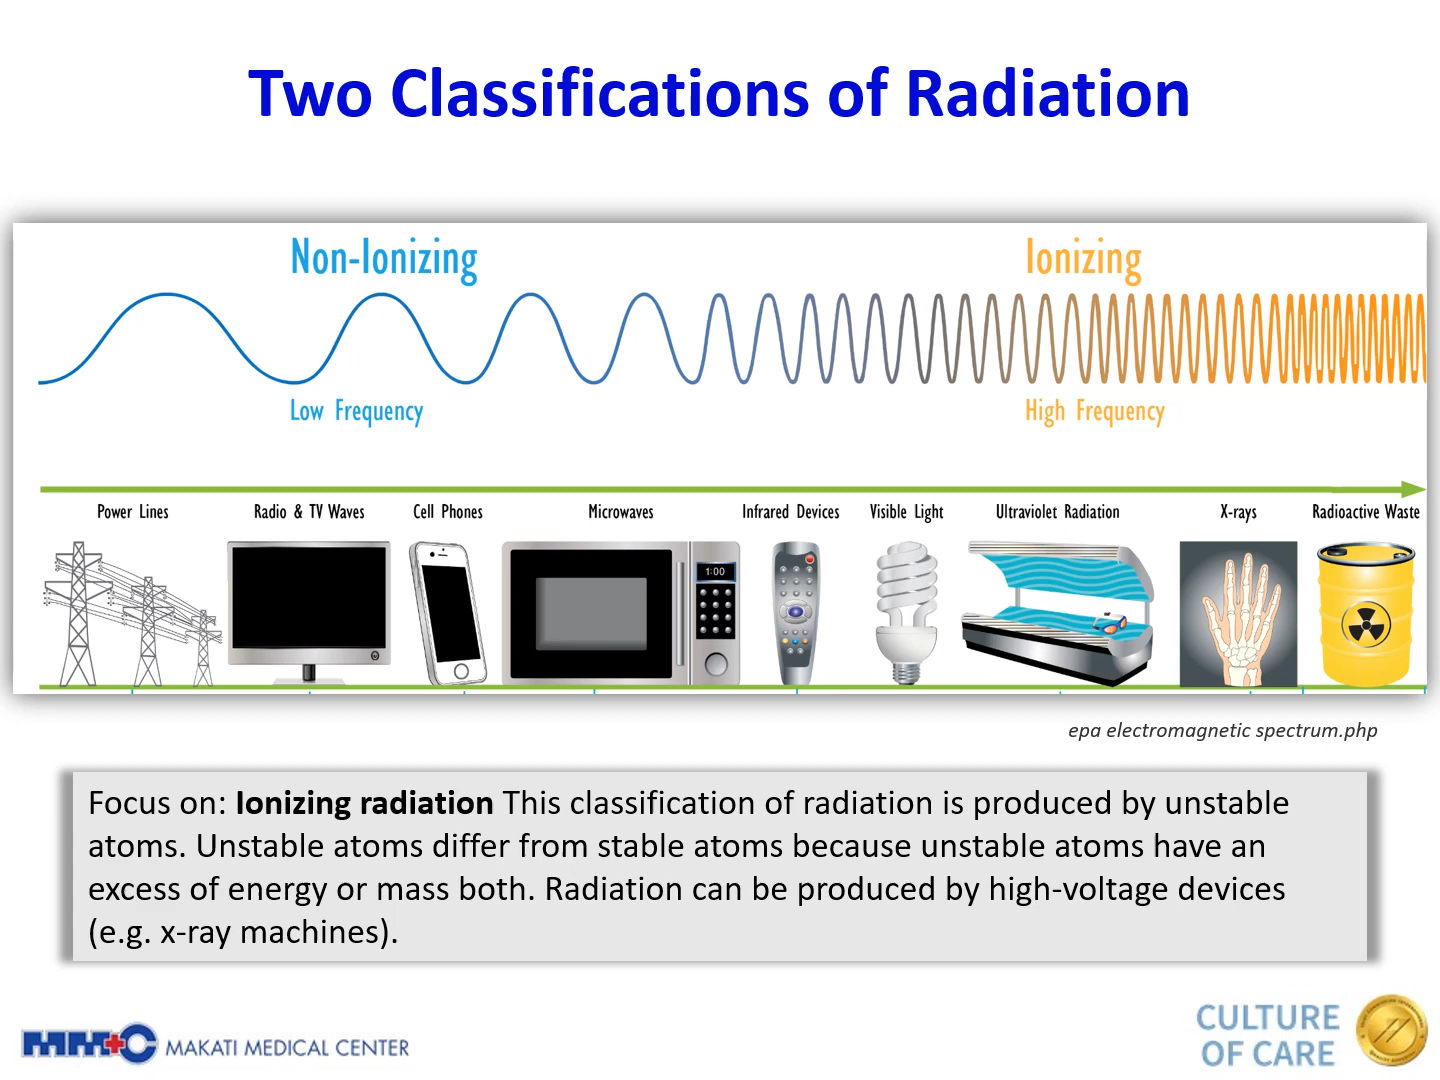 Two Classifications of Radiation
Non-Ionizing
Ionizing
Low Frequency
High Frequency
Power Lines
Radio & TV Waves
Cell Phones
Microwaves
Infrared Devices
Visible Light
Ultraviolet Radiation
X-rays
Radioactive Waste
1:00
epa electromagnetic spectrum.php
Focus on: Ionizing radiation This classification of radiation is produced by unstable
atoms. Unstable atoms differ from stable atoms because unstable atoms have an
excess of energy or mass both. Radiation can be produced by high-voltage devices
(e.g. x-ray machines).
MMC MAKATI MEDICAL CENTER
CULTURE
OF CARE